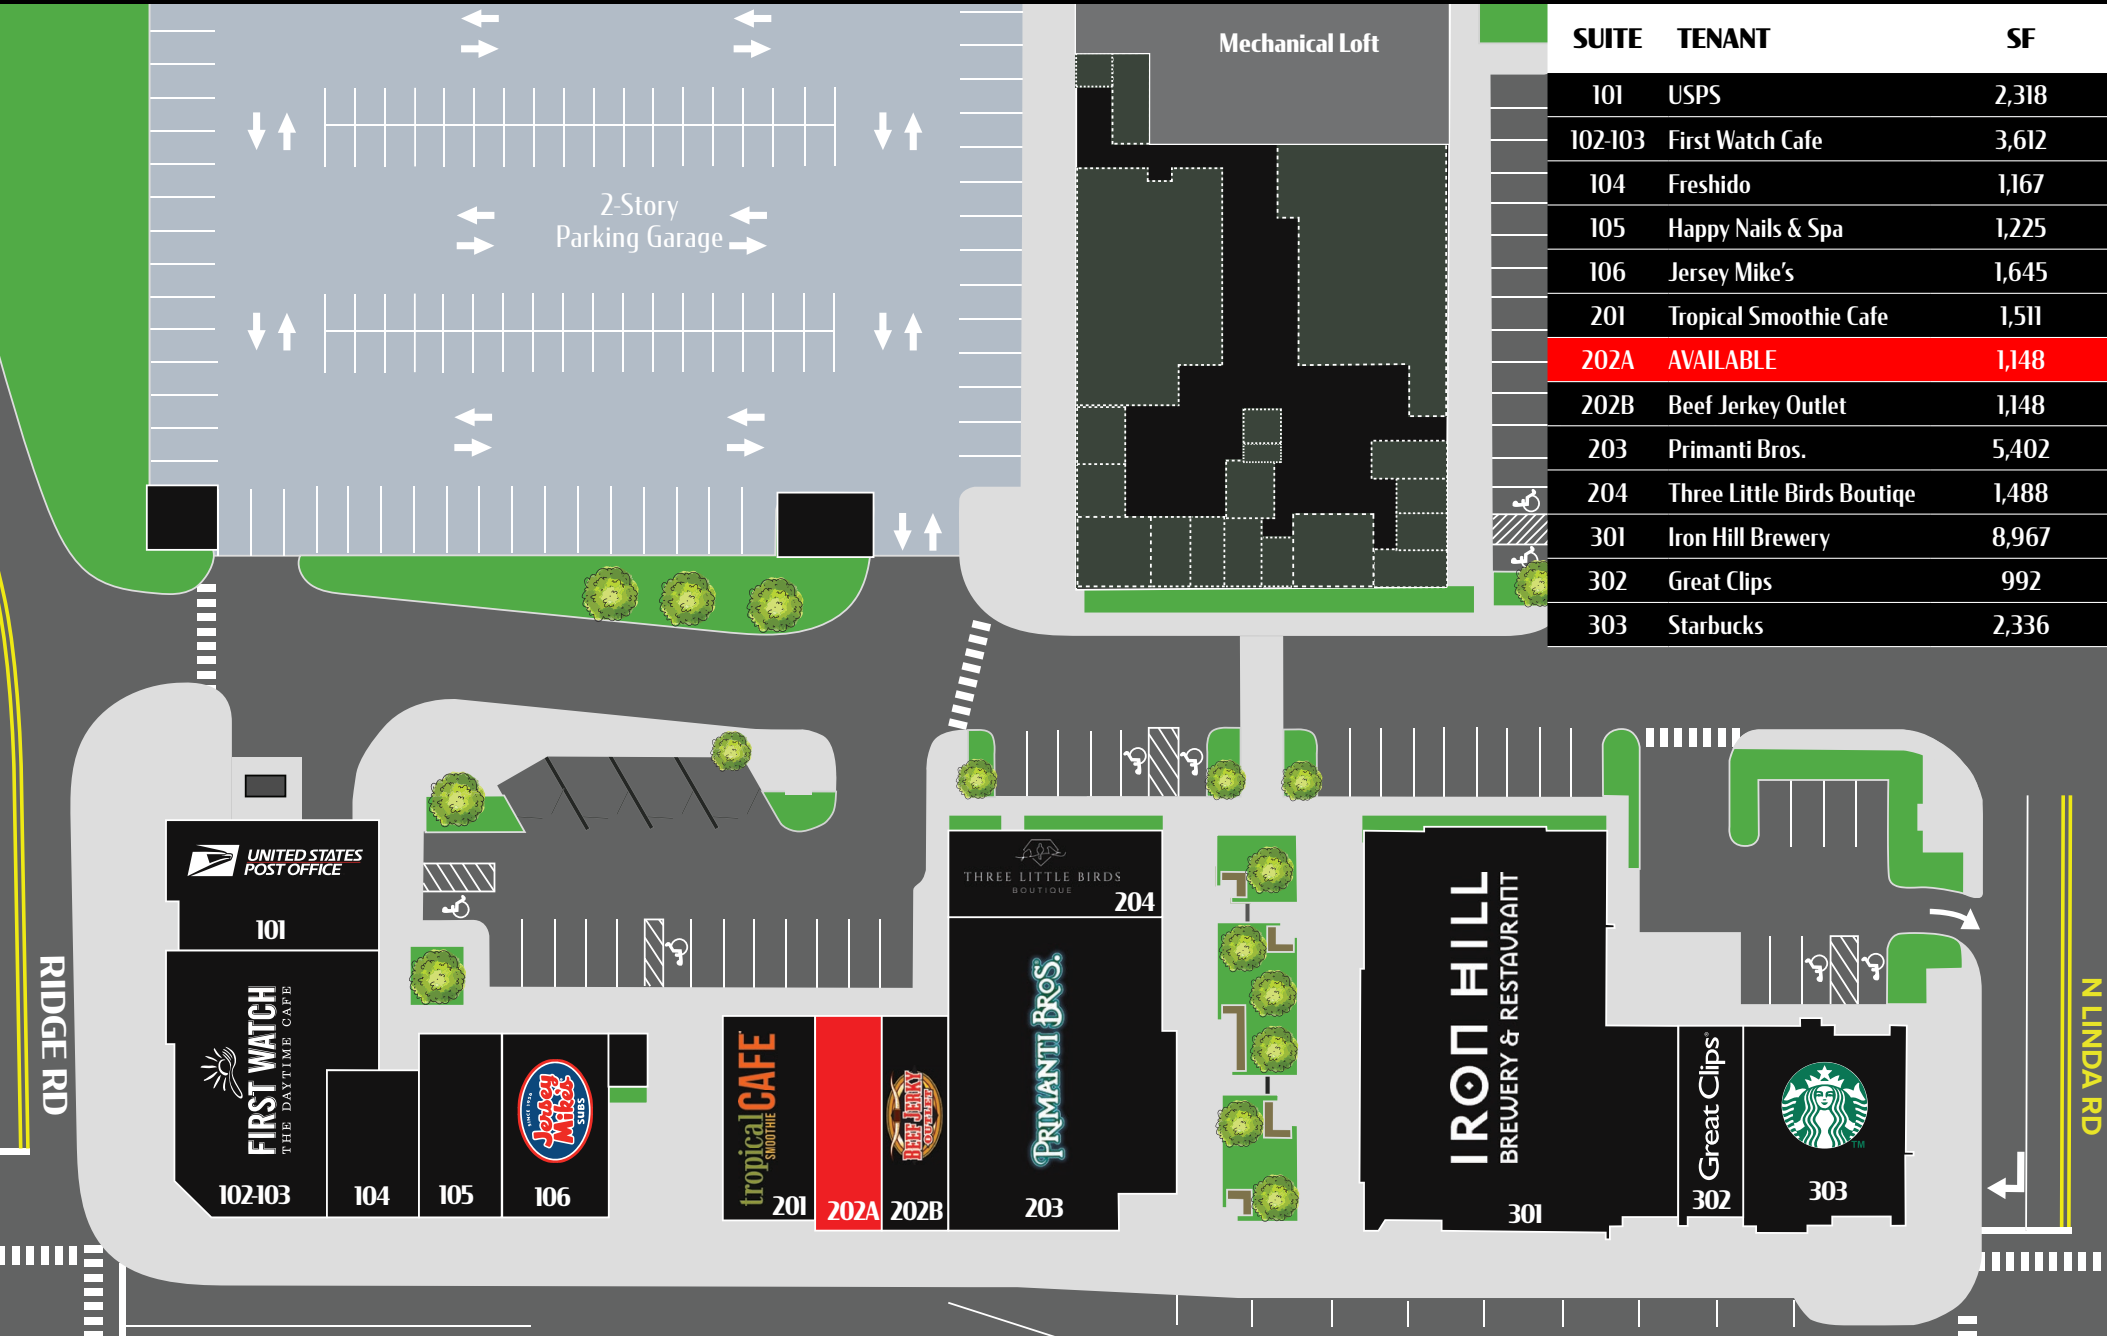 Mechanical Loft
SUITE TENANT SF
101 USPS 2,318
102-103 First Watch Cafe 3,612
104 Freshido 1,167
105 Happy Nails & Spa 1,225
106 Jersey Mike's 1,645
201 Tropical Smoothie Cafe 1,511
202A AVAILABLE 1,148
202B Beef Jerkey Outlet 1,148
203 Primanti Bros. 5,402
204 Three Little Birds Boutiqe 1,488
301 Iron Hill Brewery 8,967
302 Great Clips 992
303 Starbucks 2,336
2-Story
Parking Garage
UNITED STATES
POST OFFICE
101
FIRST WATCH
THE DAYTIME CAFE
102-103
104
105
SINCE 1956
Jersey
Mike's
SUBS
106
tropical CAFE
SMOOTHIE
201
202A
BEEF JERKY
OUTLET
202B
THREE LITTLE BIRDS
BOUTIQUE
204
PRIMANTI BROS.
203
IRON HILL
BREWERY & RESTAURANT
301
Great Clips®
302
TM
303
RIDGE RD
N LINDA RD